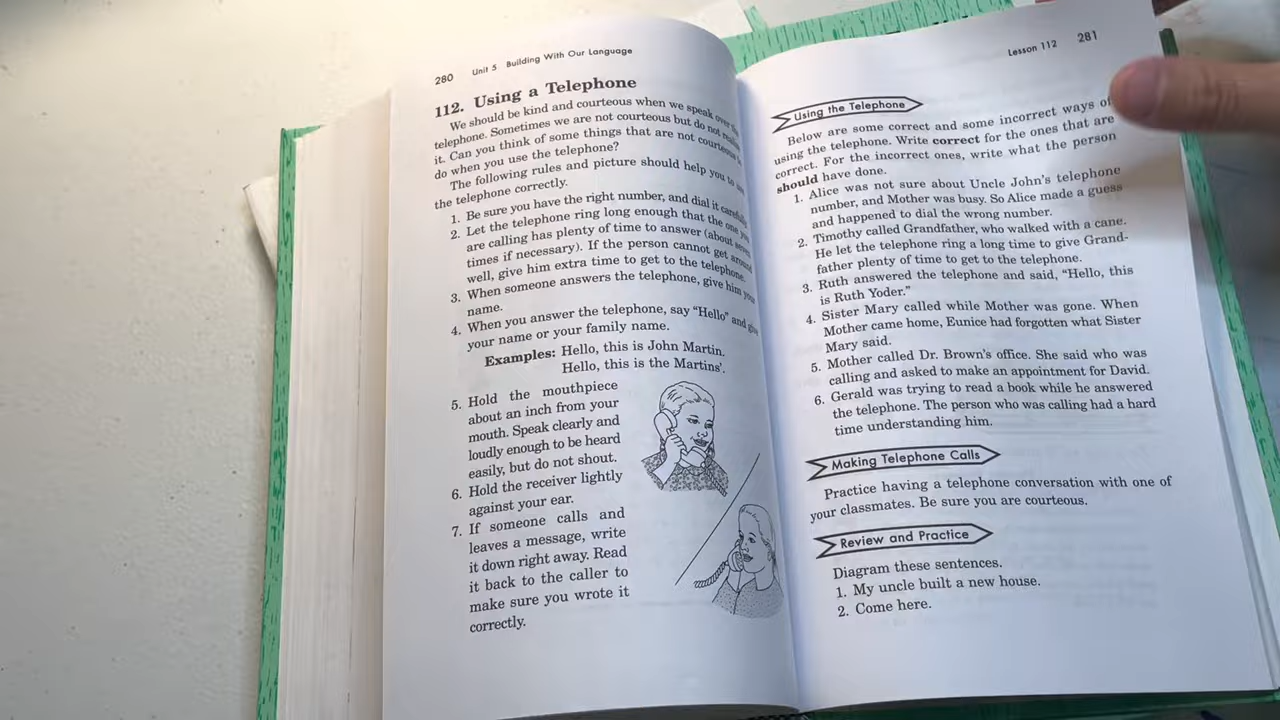 280 Unit 5 Building With Our Language
112. Using a Telephone
We should be kind and courteous when we speak over the
telephone. Sometimes we are not courteous but do not
it. Can you think of some things that are not courteous
do when you use the telephone?
The following rules and picture should help you to
the telephone correctly.
1. Be sure you have the right number, and dial it carefully.
2. Let the telephone ring long enough that the one you
are calling has plenty of time to answer (about seven
times if necessary). If the person cannot get around
well, give him extra time to get to the telephone.
3. When someone answers the telephone, give him your
name.
4. When you answer the telephone, say "Hello" and give
your name or your family name.
Examples: Hello, this is John Martin.
Hello, this is the Martins'.
5. Hold the mouthpiece
about an inch from your
mouth. Speak clearly and
loudly enough to be heard
easily, but do not shout.
6. Hold the receiver lightly
against your ear.
7. If someone calls and
leaves a message, write
it down right away. Read
it back to the caller to
make sure you wrote it
correctly.
Lesson 112 281
Using the Telephone
Below are some correct and some incorrect ways of
using the telephone. Write correct for the ones that are
correct. For the incorrect ones, write what the person
should have done.
1. Alice was not sure about Uncle John's telephone
number, and Mother was busy. So Alice made a guess
and happened to dial the wrong number.
2. Timothy called Grandfather, who walked with a cane.
He let the telephone ring a long time to give Grand-
father plenty of time to get to the telephone.
3. Ruth answered the telephone and said, "Hello, this
is Ruth Yoder."
4. Sister Mary called while Mother was gone. When
Mother came home, Eunice had forgotten what Sister
Mary said.
5. Mother called Dr. Brown's office. She said who was
calling and asked to make an appointment for David.
6. Gerald was trying to read a book while he answered
the telephone. The person who was calling had a hard
time understanding him.
Making Telephone Calls
Practice having a telephone conversation with one of
your classmates. Be sure you are courteous.
Review and Practice
Diagram these sentences.
1. My uncle built a new house.
2. Come here.